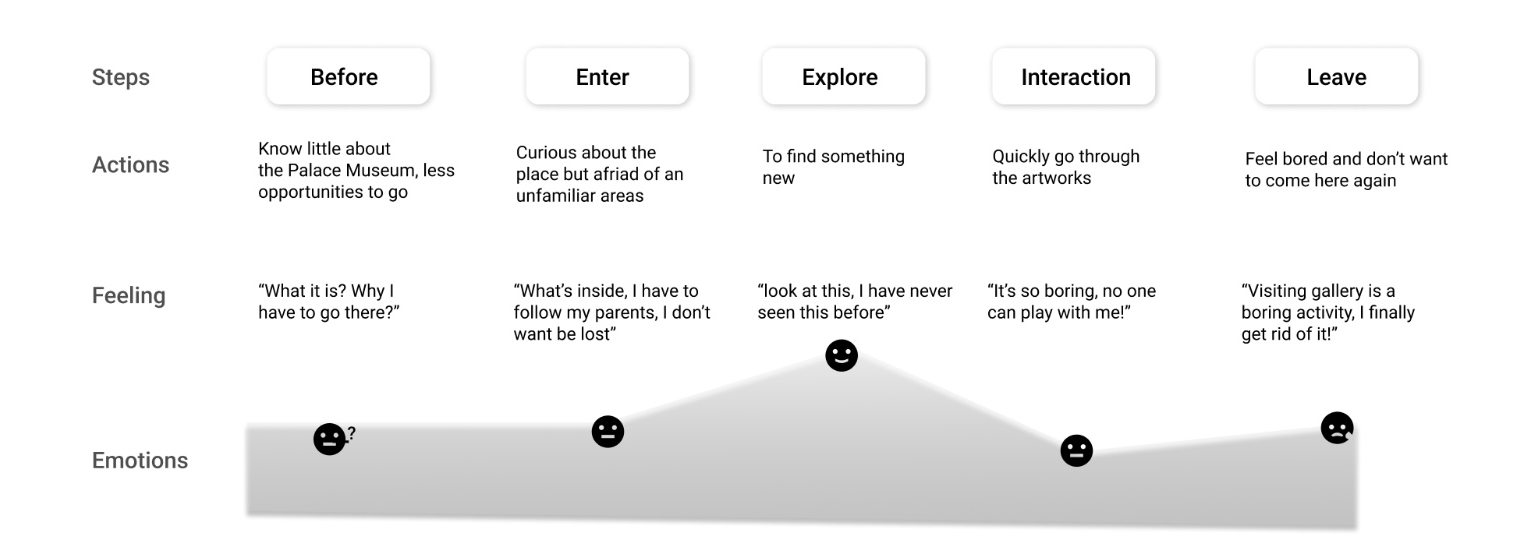 Steps
Before
Enter
Explore
Interaction
Leave
Actions
Know little about
the Palace Museum, less
opportunities to go
Curious about the
place but afriad of an
unfamiliar areas
To find something
new
Quickly go through
the artworks
Feel bored and don’t want
to come here again
Feeling
“What it is? Why I
have to go there?”
“What’s inside, I have to
follow my parents, I don’t
want be lost”
“look at this, I have never
seen this before”
“It’s so boring, no one
can play with me!”
“Visiting gallery is a
boring activity, I finally
get rid of it!”
Emotions
?